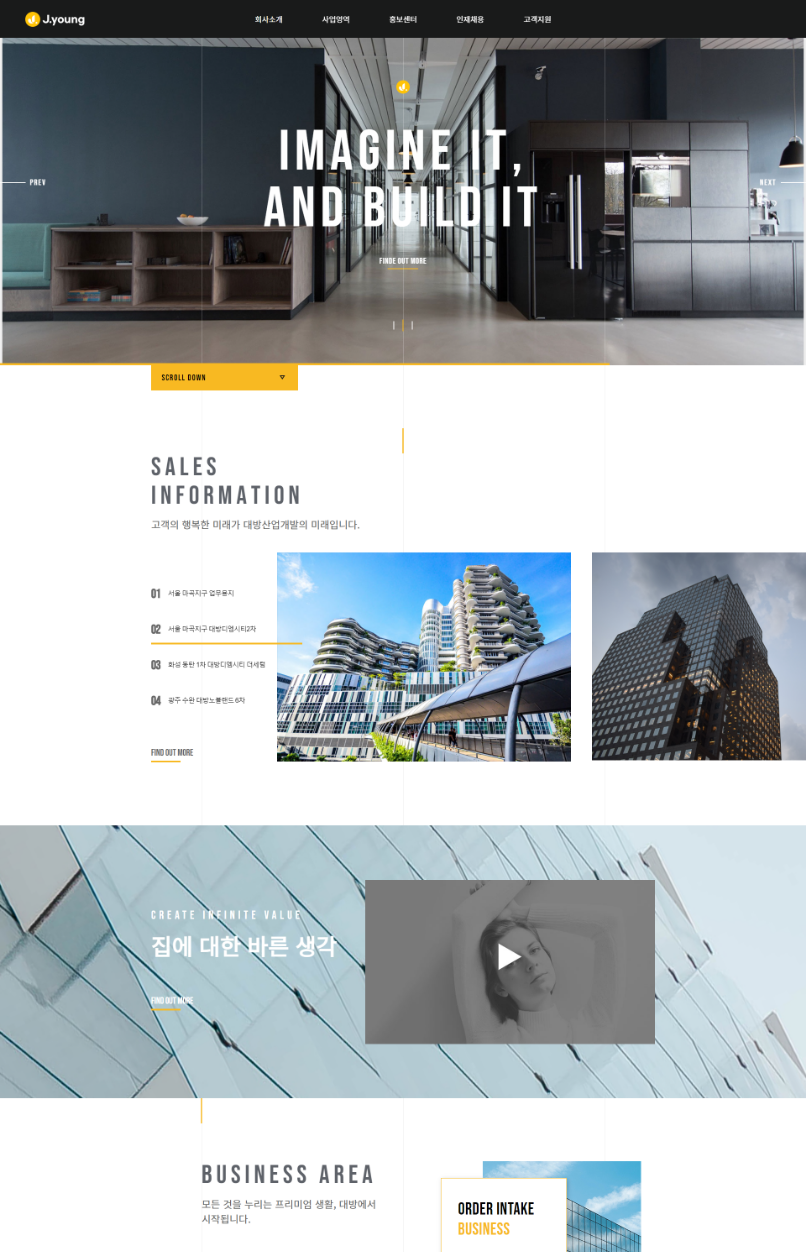 J.young
회사소개 사업영역 홍보센터 인재채용 고객지원
IMAGINE IT,
AND BUILD IT
PREV
NEXT
FINDE OUT MORE
SCROLL DOWN
SALES
INFORMATION
고객의 행복한 미래가 대방산업개발의 미래입니다.
01 서울 마곡지구 업무용지
02 서울 마곡지구 대방디엠시티2차
03 화성 동탄 1차 대방디엠시티 더세텀
04 광주 수완 대방노블랜드 6차
FIND OUT MORE
CREATE INFINITE VALUE
집에 대한 바른 생각
FIND OUT MORE
BUSINESS AREA
모든 것을 누리는 프리미엄 생활, 대방에서
시작됩니다.
ORDER INTAKE
BUSINESS